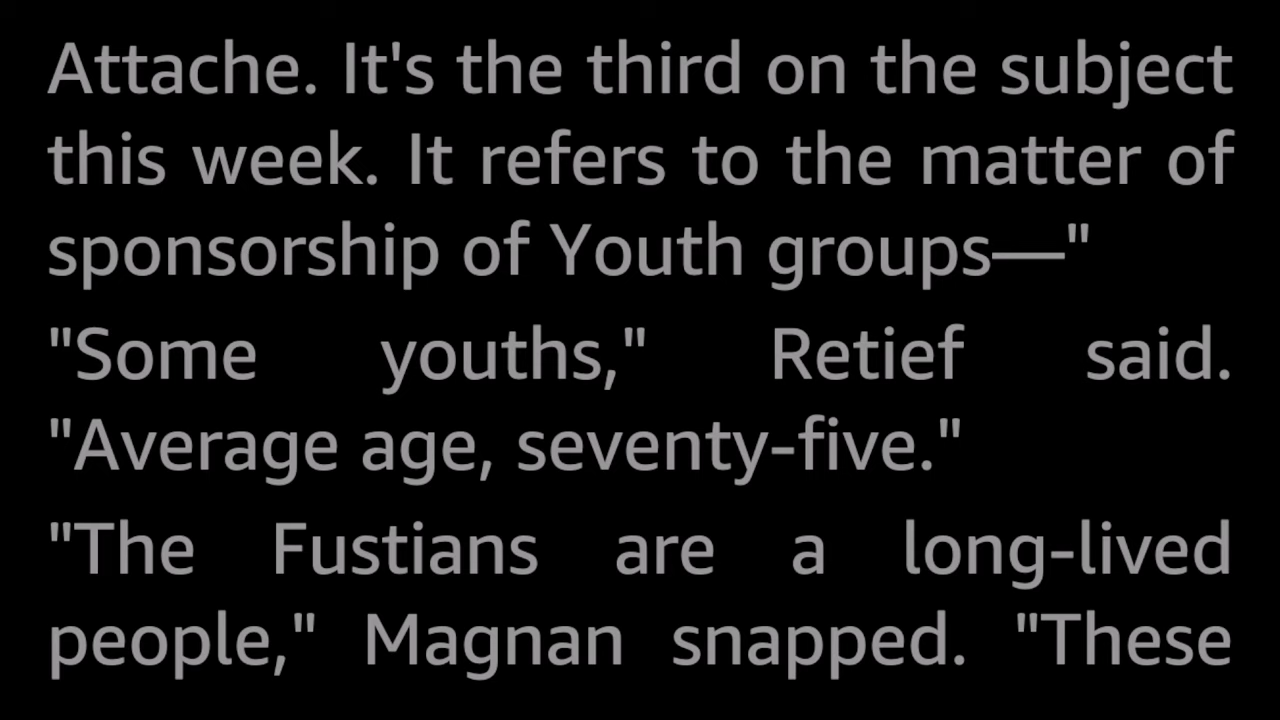 Attache. It's the third on the subject
this week. It refers to the matter of
sponsorship of Youth groups—"
"Some youths," Retief said.
"Average age, seventy-five."
"The Fustians are a long-lived
people," Magnan snapped. "These